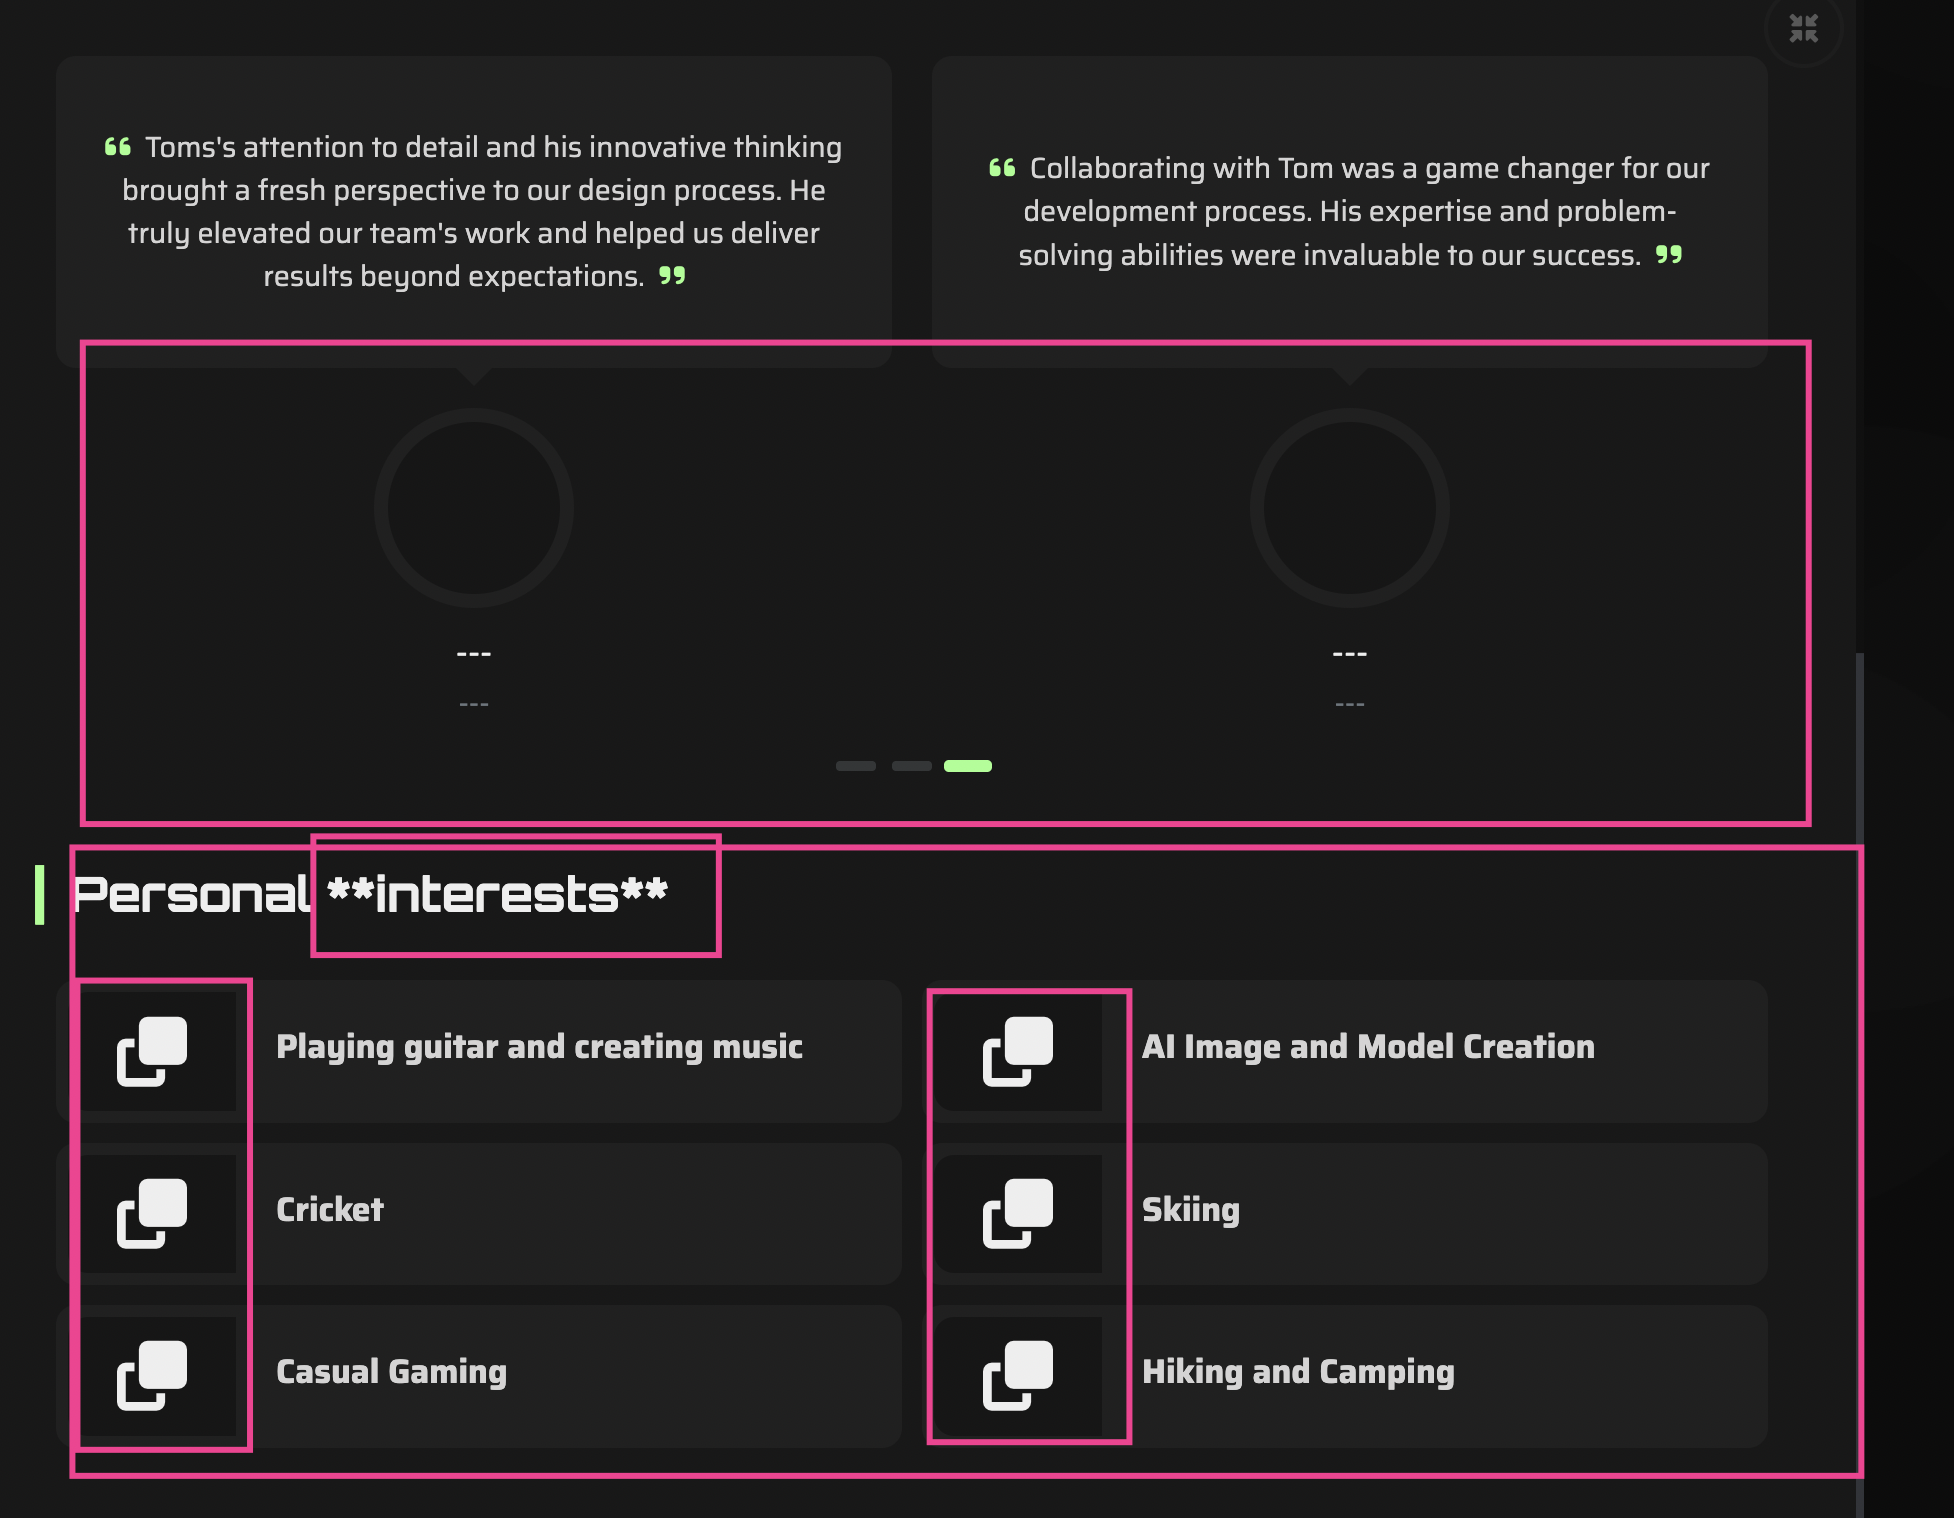 ❝ Toms's attention to detail and his innovative thinking
brought a fresh perspective to our design process. He
truly elevated our team's work and helped us deliver
results beyond expectations. ❞
❝ Collaborating with Tom was a game changer for our
development process. His expertise and problem-
solving abilities were invaluable to our success. ❞
---
---
---
---
Personal **interests**
Playing guitar and creating music
AI Image and Model Creation
Cricket
Skiing
Casual Gaming
Hiking and Camping